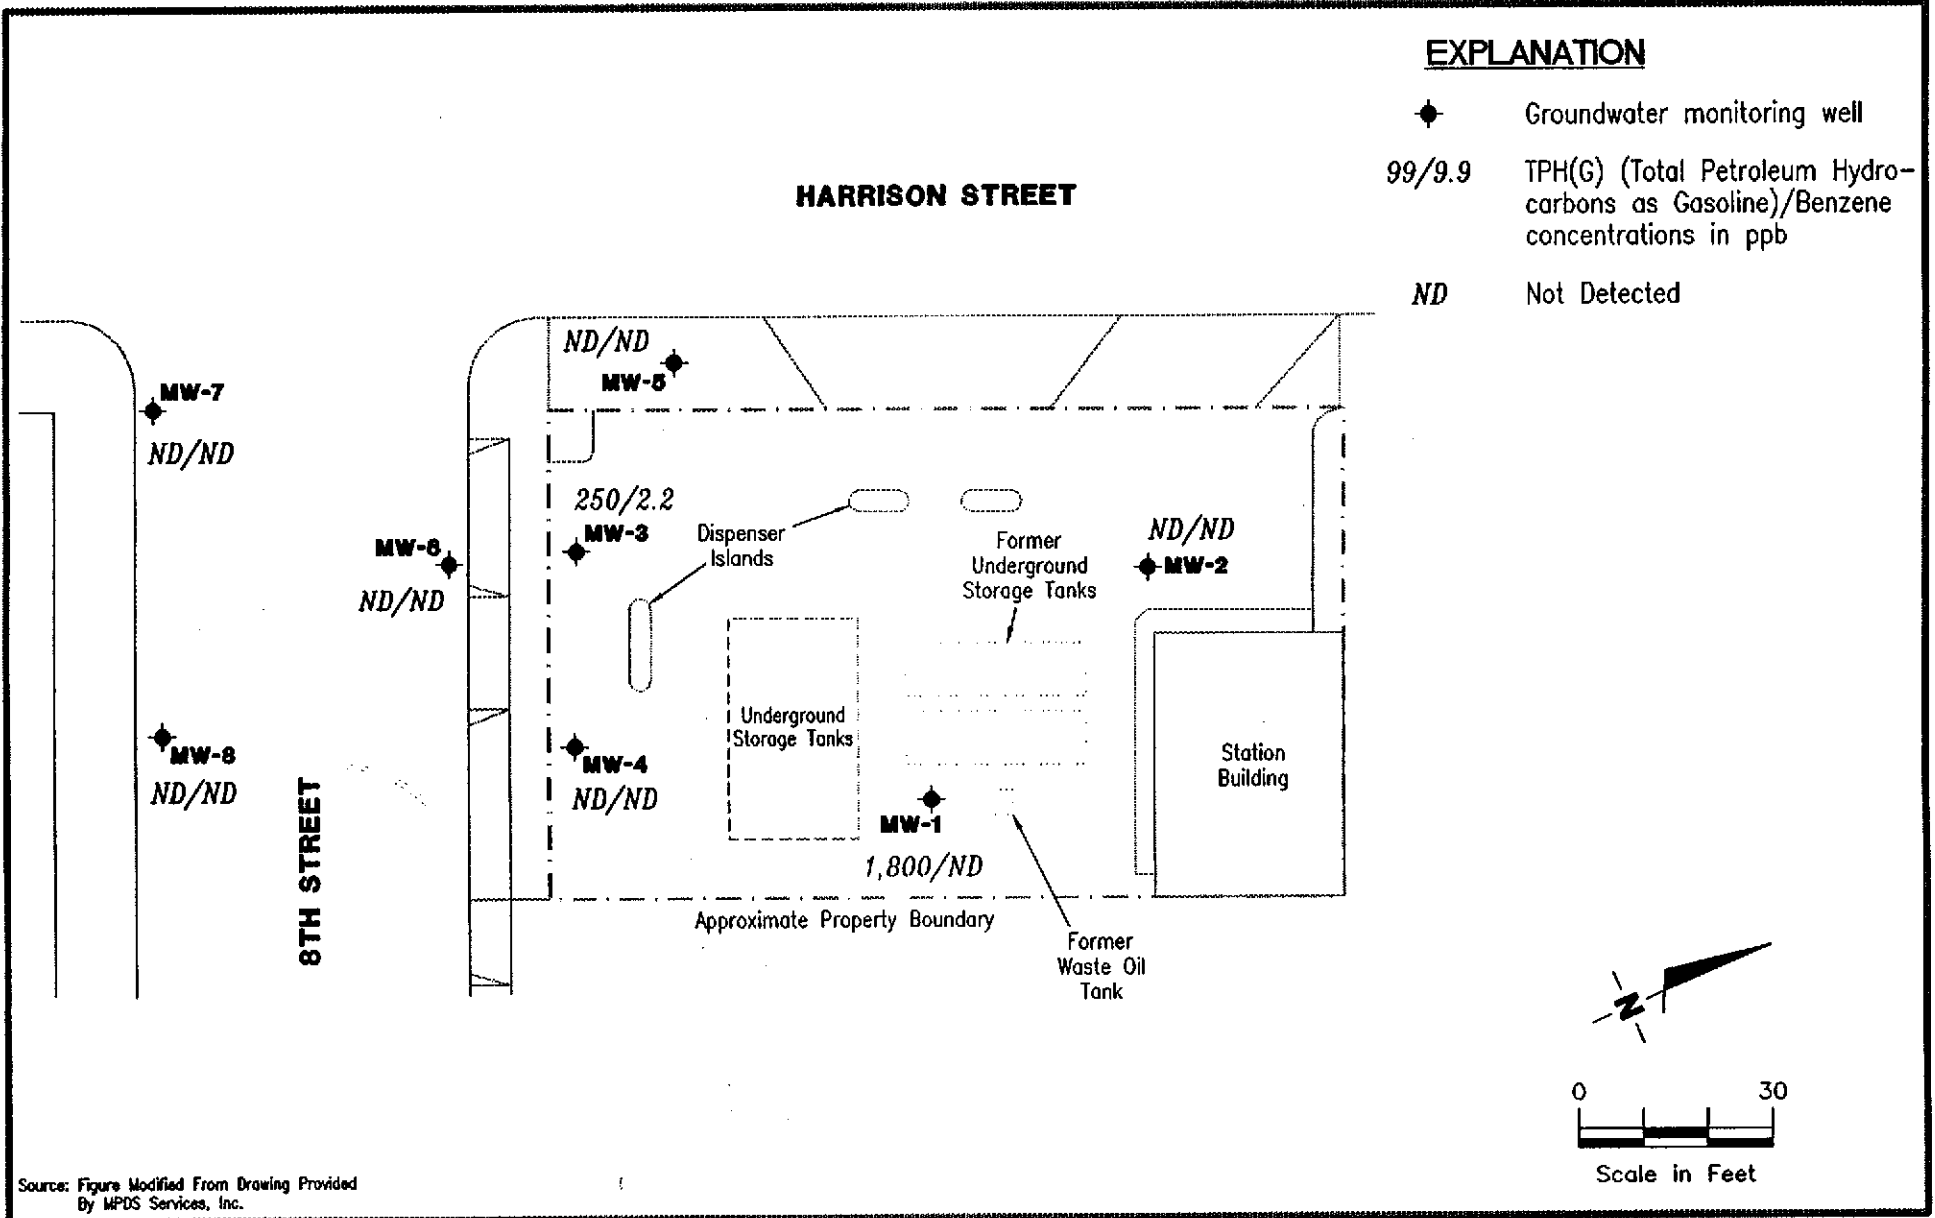 EXPLANATION
Groundwater monitoring well
99/9.9
TPH(G) (Total Petroleum Hydro-
carbons as Gasoline)/Benzene
concentrations in ppb
ND
Not Detected
HARRISON STREET
ND/ND
MW-5
MW-7
ND/ND
250/2.2
MW-3
Dispenser
Islands
Former
Underground
Storage Tanks
ND/ND
MW-2
MW-6
ND/ND
Underground
Storage Tanks
Station
Building
MW-8
ND/ND
MW-4
ND/ND
MW-1
1,800/ND
8TH STREET
Approximate Property Boundary
Former
Waste Oil
Tank
N
0 30
Scale in Feet
Source: Figure Modified From Drawing Provided
By MPDS Services, Inc.